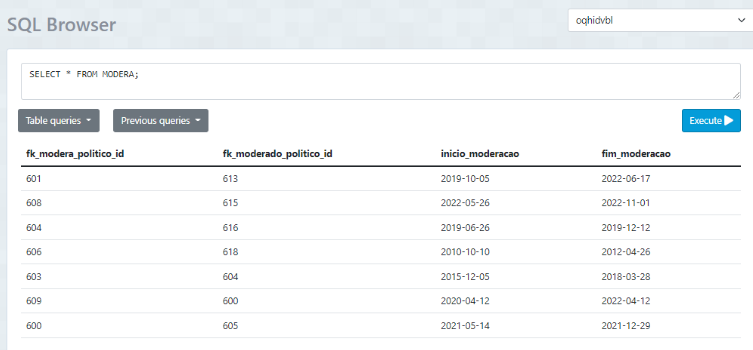 SQL Browser
oqhidvbl
SELECT * FROM MODERA;
Table queries
Previous queries
Execute
fk_modera_politico_id fk_moderado_politico_id inicio_moderacao fim_moderacao
601 613 2019-10-05 2022-06-17
608 615 2022-05-26 2022-11-01
604 616 2019-06-26 2019-12-12
606 618 2010-10-10 2012-04-26
603 604 2015-12-05 2018-03-28
609 600 2020-04-12 2022-04-12
600 605 2021-05-14 2021-12-29